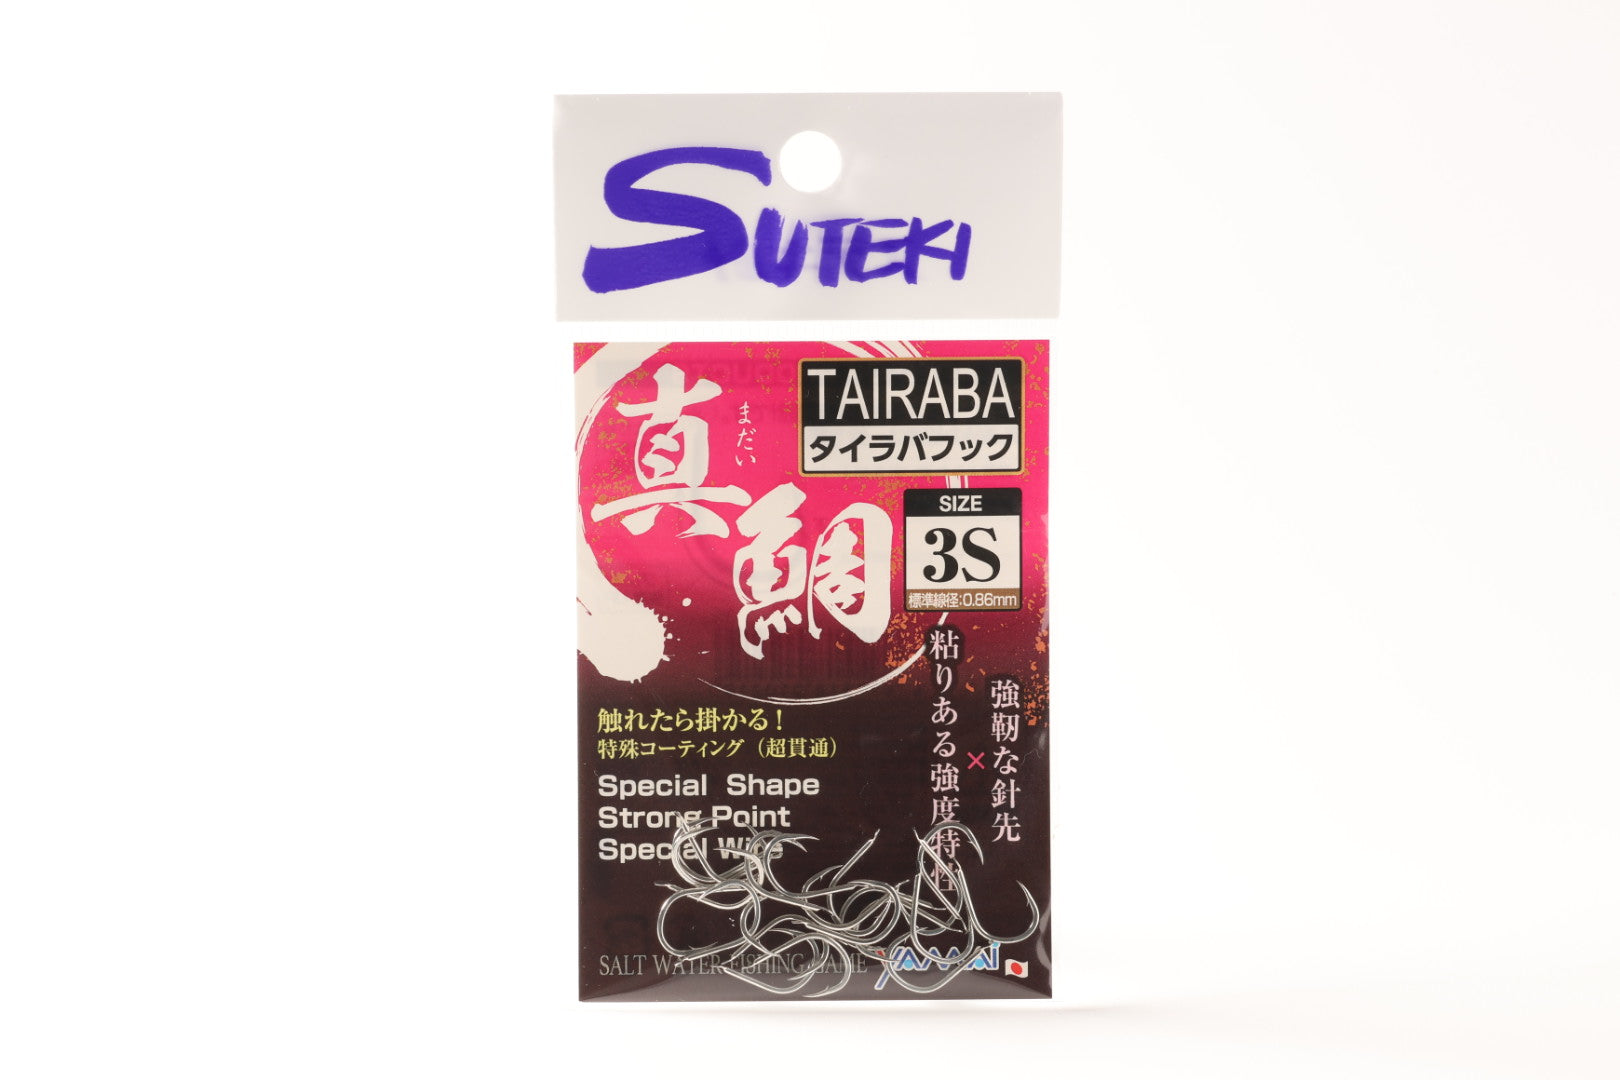 SUTEKI
真鯛
まだい
TAIRABA
タイラバフック
SIZE
3S
標準線径:0.86mm
強靭な針先
×
粘りある強度特性
触れたら掛かる!
特殊コーティング(超貫通)
Special Shape
Strong Point
Special Wire
SALT WATER FISHING GAME
YAMAI